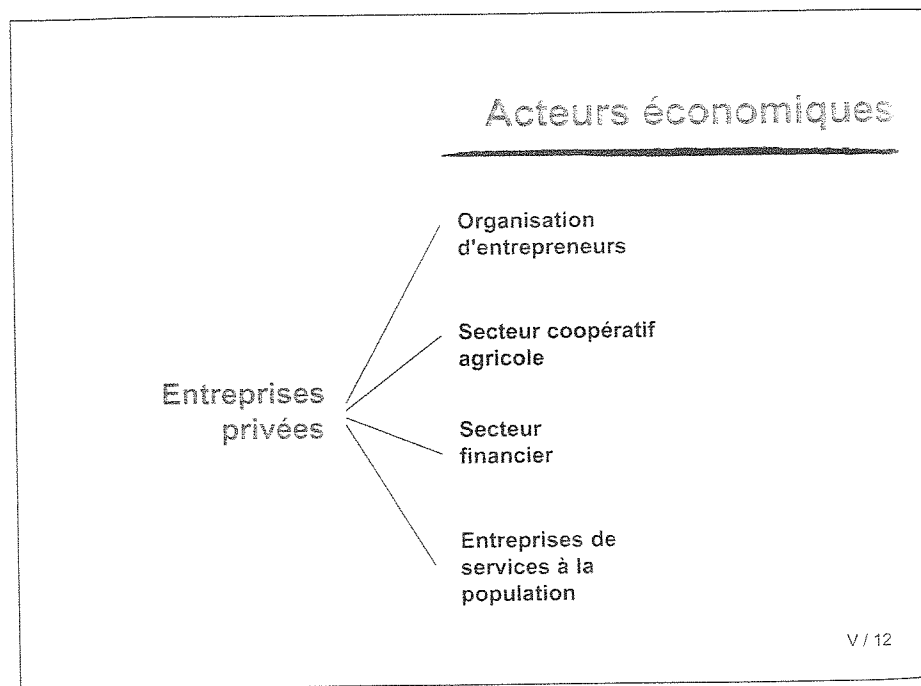 Acteurs économiques
Organisation
d'entrepreneurs
Secteur coopératif
agricole
Entreprises
privées
Secteur
financier
Entreprises de
services à la
population
V / 12